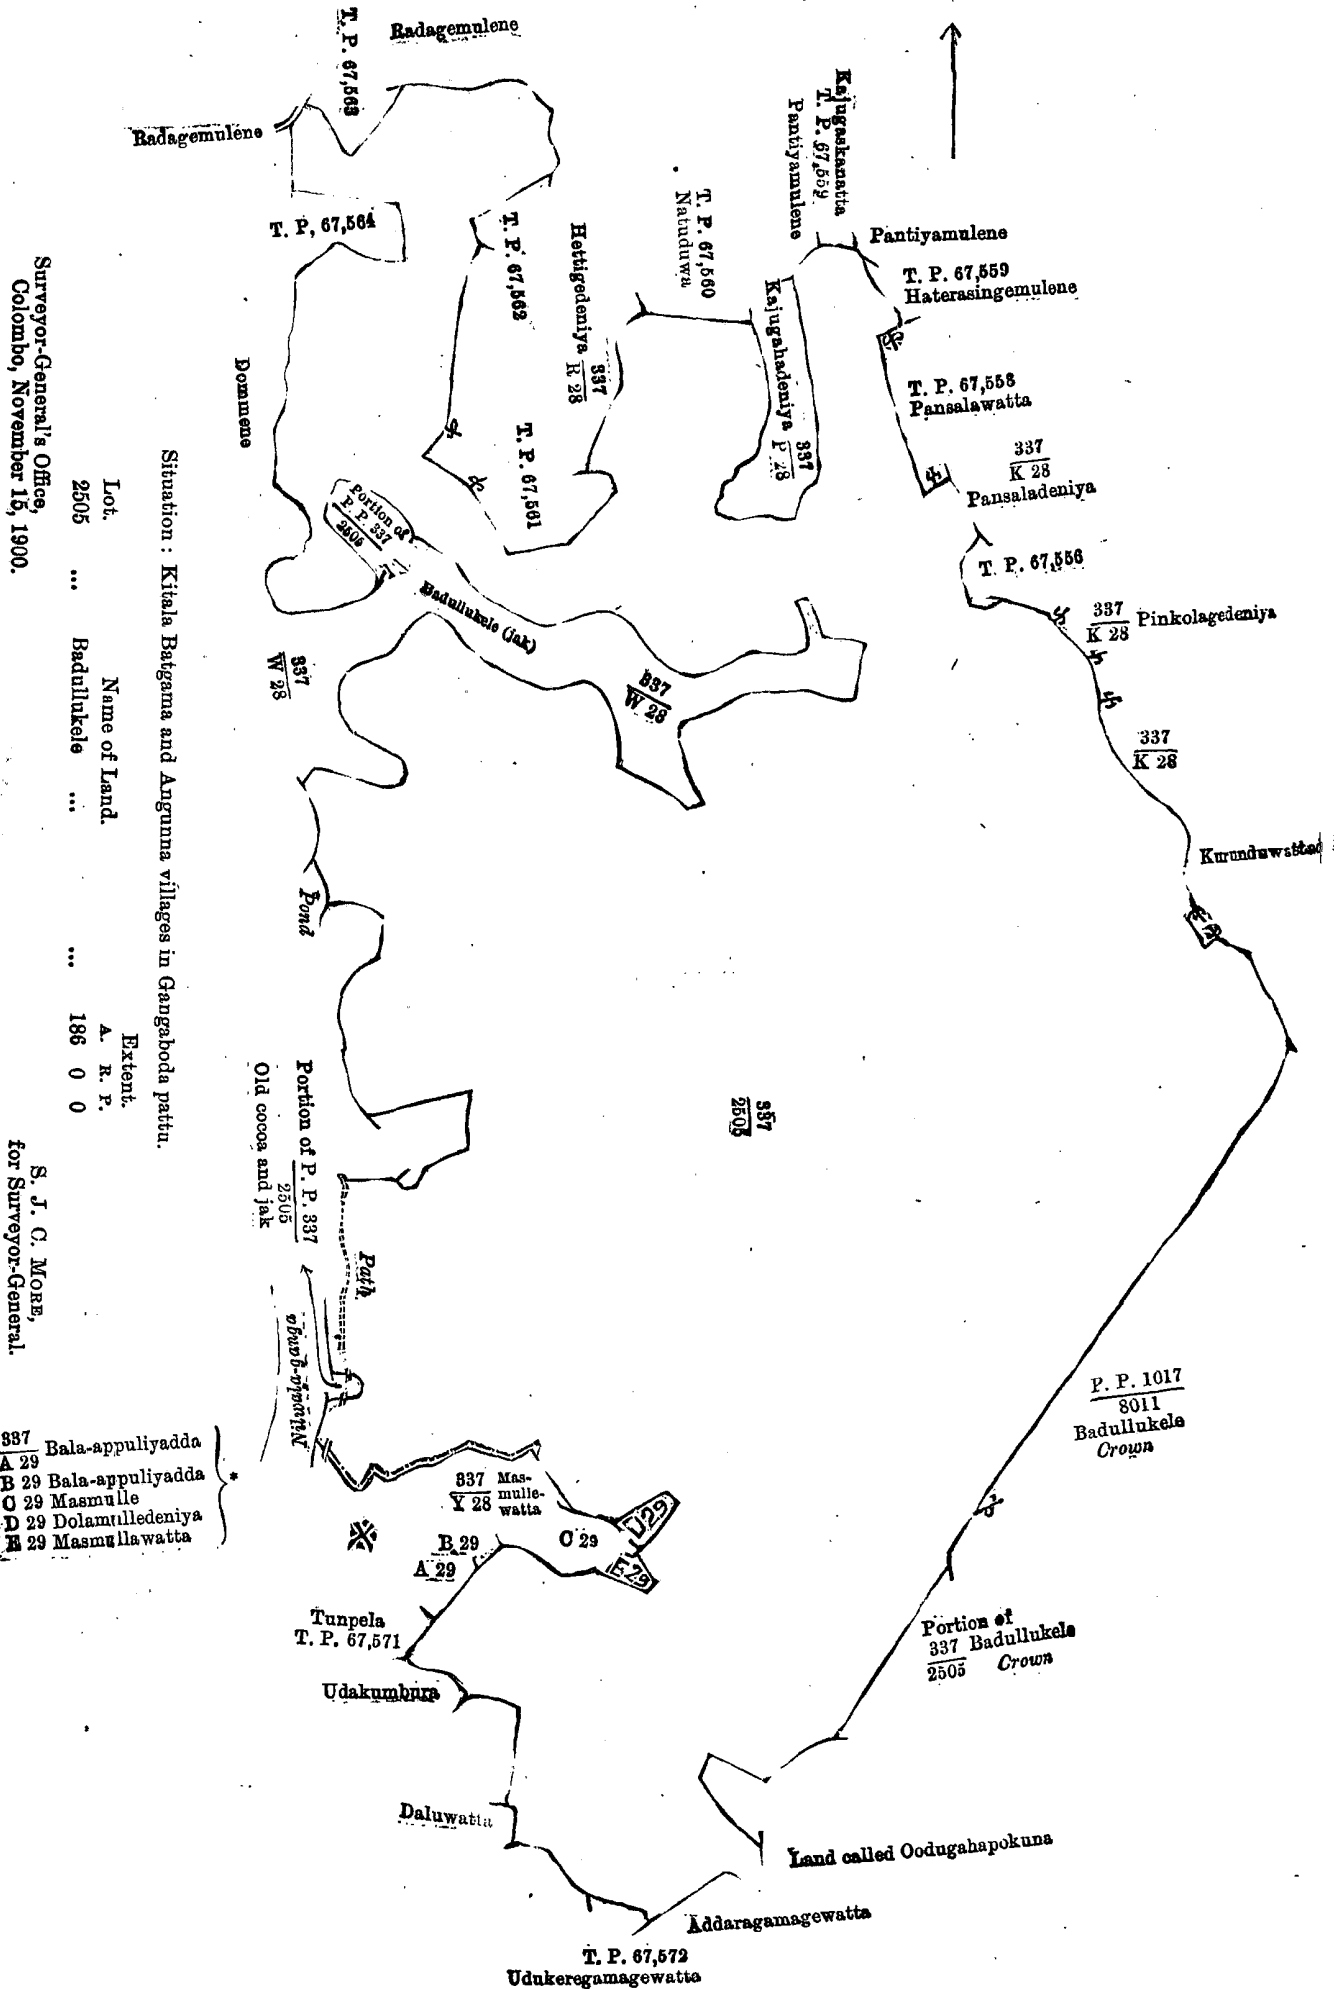 Radagemulene
T. P. 67,563
Radagemulene
T. P, 67,564
T. P. 67,562
Hettigedeniya 337
R 28
T. P. 67,560
Natuduwa
Kajugaskanatta
T. P. 67,559
Pantiyamulene
Pantiyamulene
T. P. 67,559
Haterasingemulene
Kajugahadeniya 337
P 28
T. P. 67,558
Pansalawatta
337
K 28
Pansaladeniya
T. P. 67,556
337
K 28 Pinkolagedeniya
337
K 28
Dommene
T. P. 67,561
Portion of
P. P. 337
2505
Badullukele (jak)
337
W 28
337
W 28
Pond
337
2505
Portion of P. P. 337
2505
Old cocoa and jak
Path
Nuwala-ganga
P. P. 1017
8011
Badullukele
Crown
337
Y 28
Mas-
mulle-
watta
D 29
C 29
E 29
B 29
A 29
Tunpela
T. P. 67,571
Udakumbura
Portion of
337 Badullukele
2505 Crown
Daluwatta
Land called Oodugahapokuna
Addaragamagewatta
T. P. 67,572
Udukeregamagewatta
337
A 29 Bala-appuliyadda
B 29 Bala-appuliyadda
C 29 Masmulle
D 29 Dolamulledeniya
E 29 Masmullawatta
*
Situation : Kitala Batgama and Angunna villages in Gangaboda pattu.
Extent.
Lot. Name of Land. A. R. P.
2505 ... Badullukele ... ... 186 0 0
Surveyor-General's Office,
Colombo, November 15, 1900.
S. J. C. MORE,
for Surveyor-General.